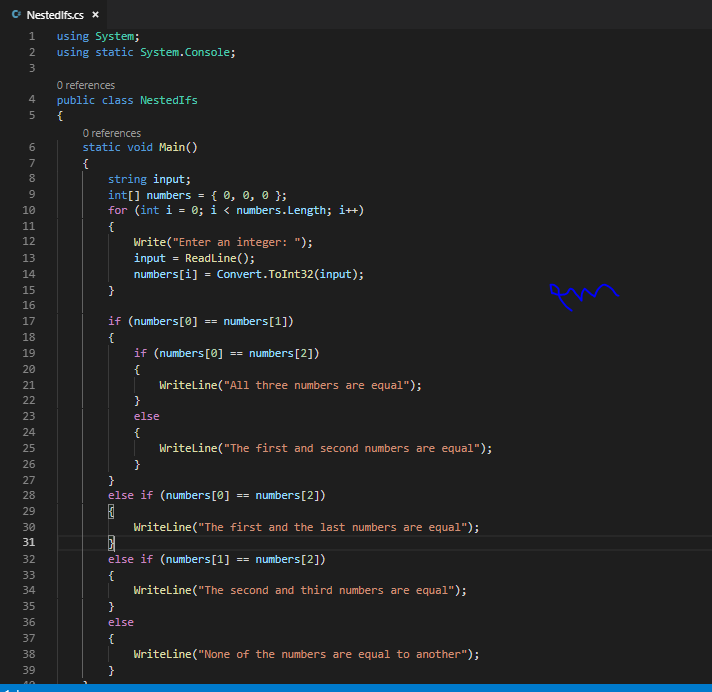 NestedIfs.cs ×
1 using System;
2 using static System.Console;
3
0 references
4 public class NestedIfs
5 {
0 references
6 static void Main()
7 {
8 string input;
9 int[] numbers = { 0, 0, 0 };
10 for (int i = 0; i < numbers.Length; i++)
11 {
12 Write("Enter an integer: ");
13 input = ReadLine();
14 numbers[i] = Convert.ToInt32(input);
15 }
16
17 if (numbers[0] == numbers[1])
18 {
19 if (numbers[0] == numbers[2])
20 {
21 WriteLine("All three numbers are equal");
22 }
23 else
24 {
25 WriteLine("The first and second numbers are equal");
26 }
27 }
28 else if (numbers[0] == numbers[2])
29 {
30 WriteLine("The first and the last numbers are equal");
31 }
32 else if (numbers[1] == numbers[2])
33 {
34 WriteLine("The second and third numbers are equal");
35 }
36 else
37 {
38 WriteLine("None of the numbers are equal to another");
39 }